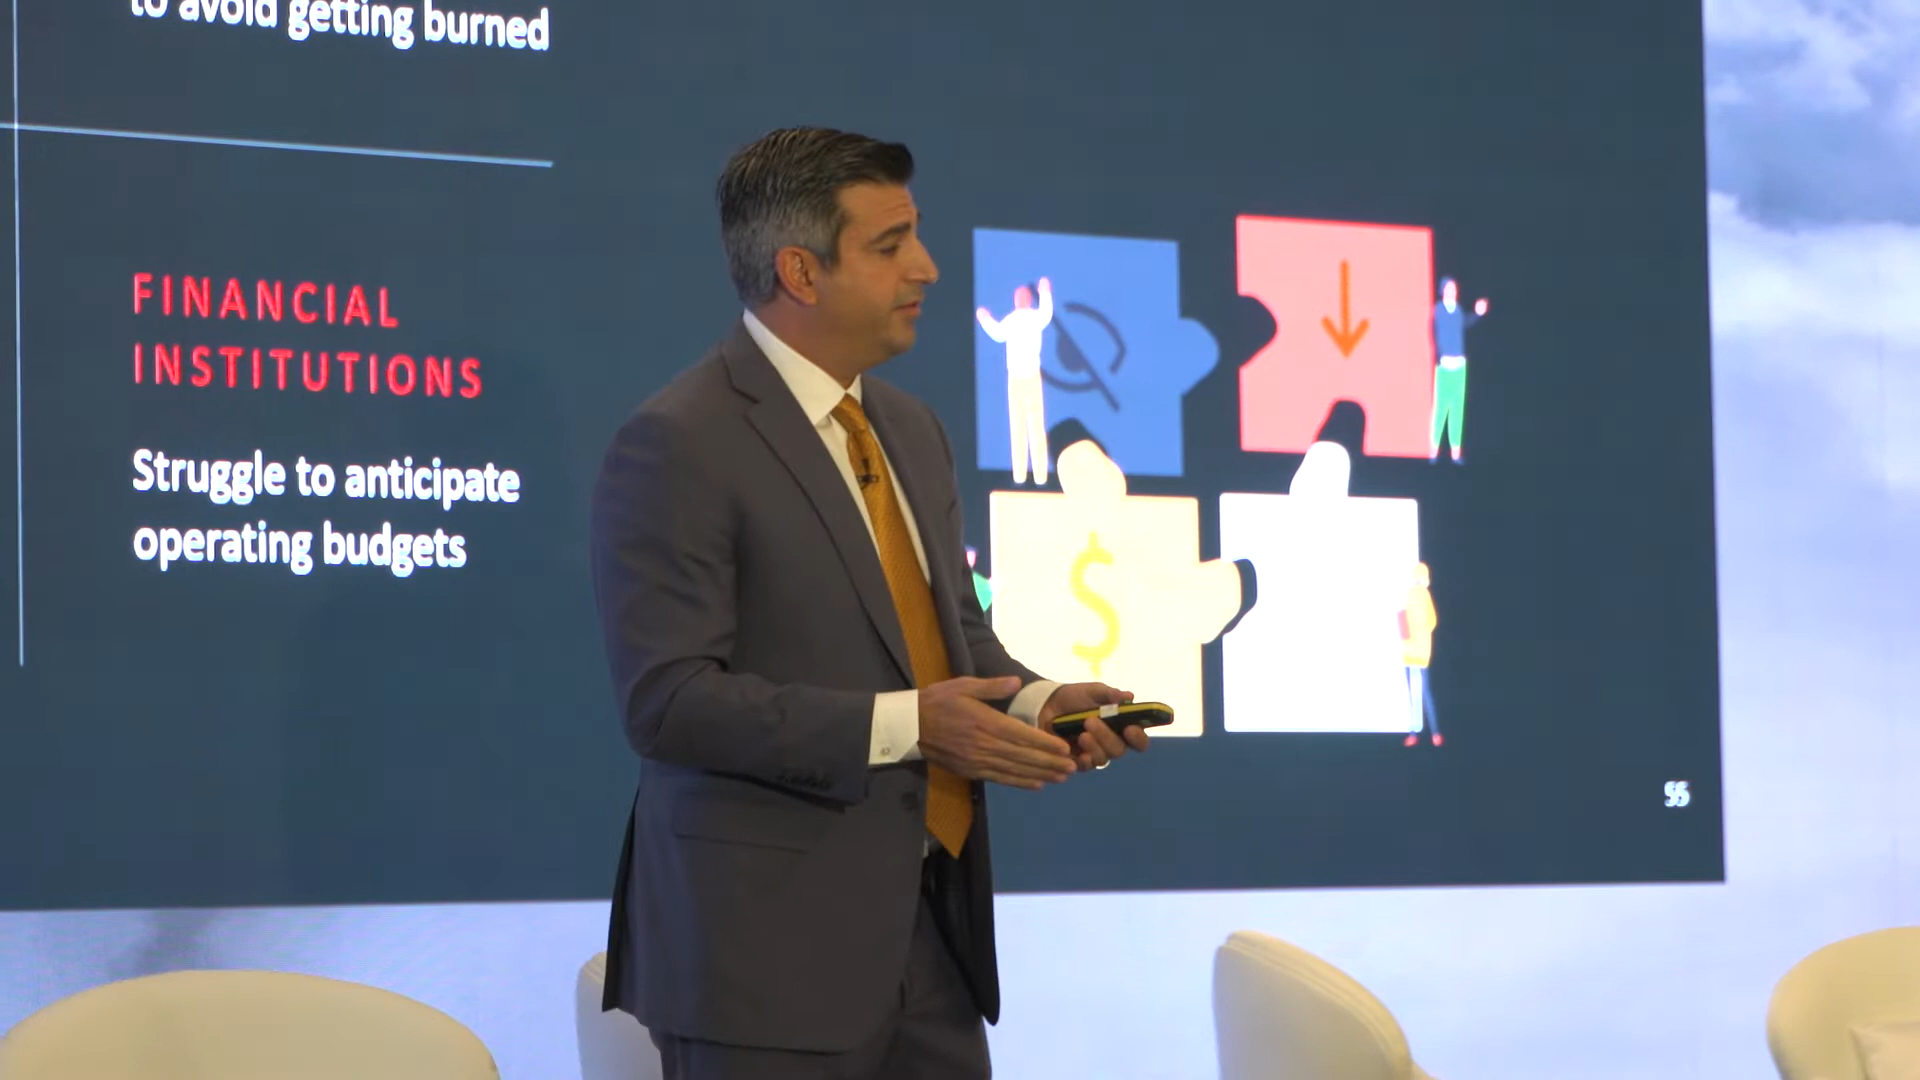 to avoid getting burned
FINANCIAL
INSTITUTIONS
Struggle to anticipate
operating budgets
$
55